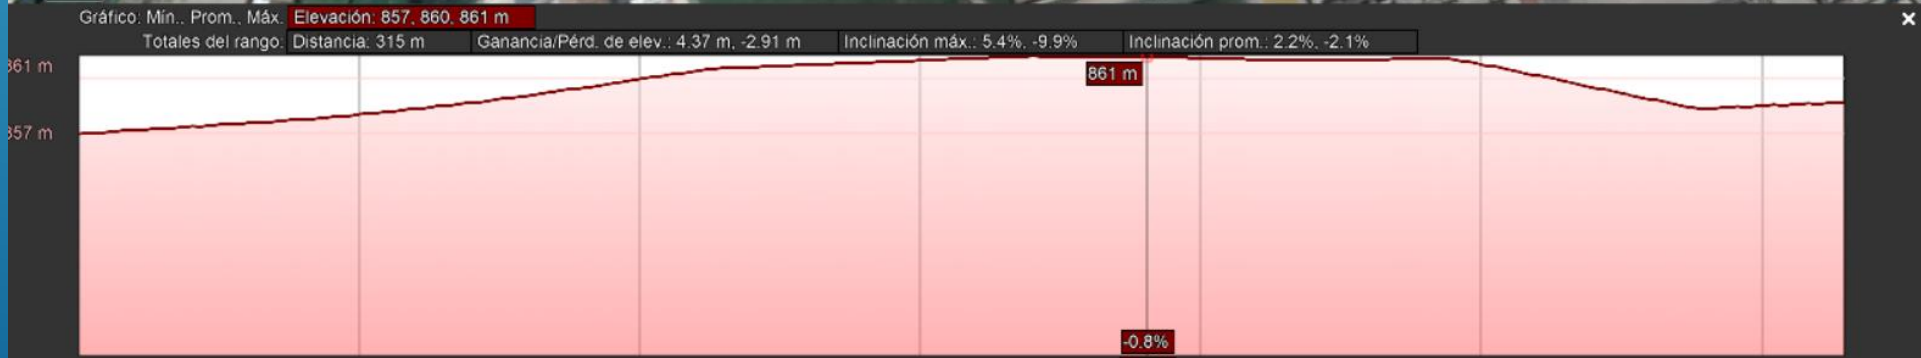 Gráfico: Mín., Prom., Máx. Elevación: 857, 860, 861 m
Totales del rango: Distancia: 315 m Ganancia/Pérd. de elev.: 4.37 m, -2.91 m Inclinación máx.: 5.4%, -9.9% Inclinación prom.: 2.2%, -2.1%
861 m
861 m
857 m
-0.8%